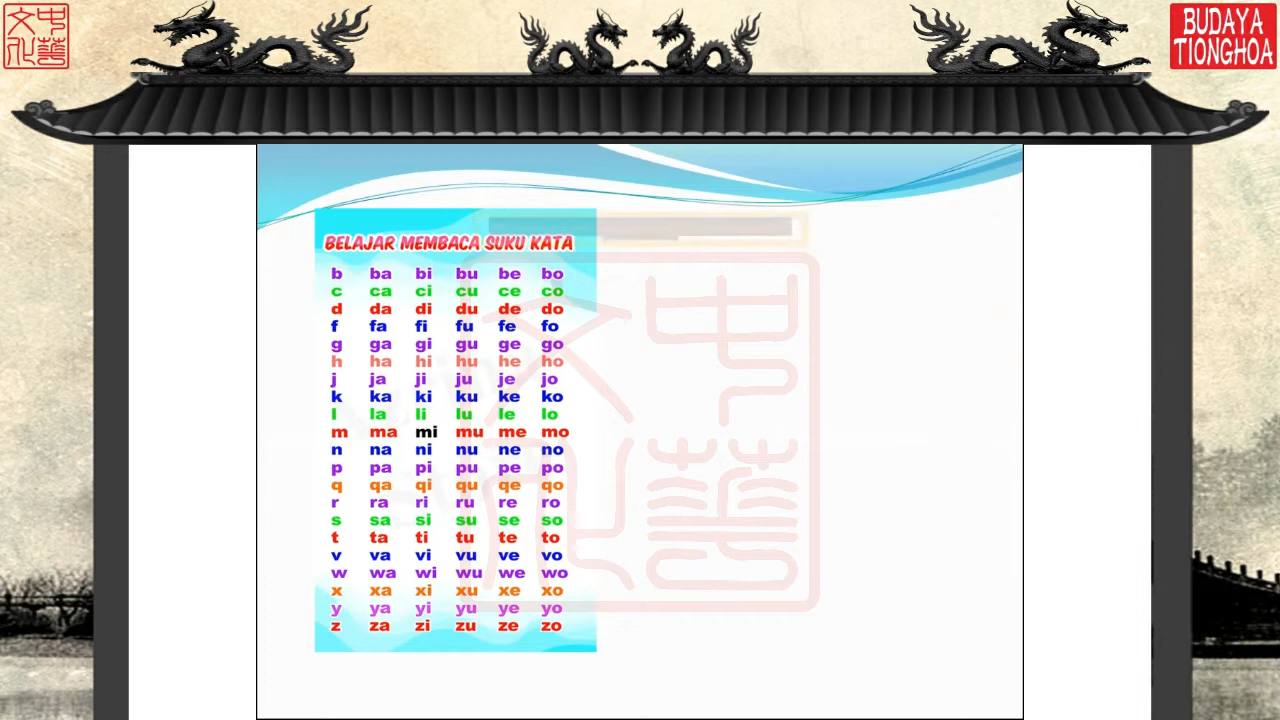 BUDAYA
TIONGHOA
BELAJAR MEMBACA SUKU KATA
b ba bi bu be bo
c ca ci cu ce co
d da di du de do
f fa fi fu fe fo
g ga gi gu ge go
h ha hi hu he ho
j ja ji ju je jo
k ka ki ku ke ko
l la li lu le lo
m ma mi mu me mo
n na ni nu ne no
p pa pi pu pe po
q qa qi qu qe qo
r ra ri ru re ro
s sa si su se so
t ta ti tu te to
v va vi vu ve vo
w wa wi wu we wo
x xa xi xu xe xo
y ya yi yu ye yo
z za zi zu ze zo